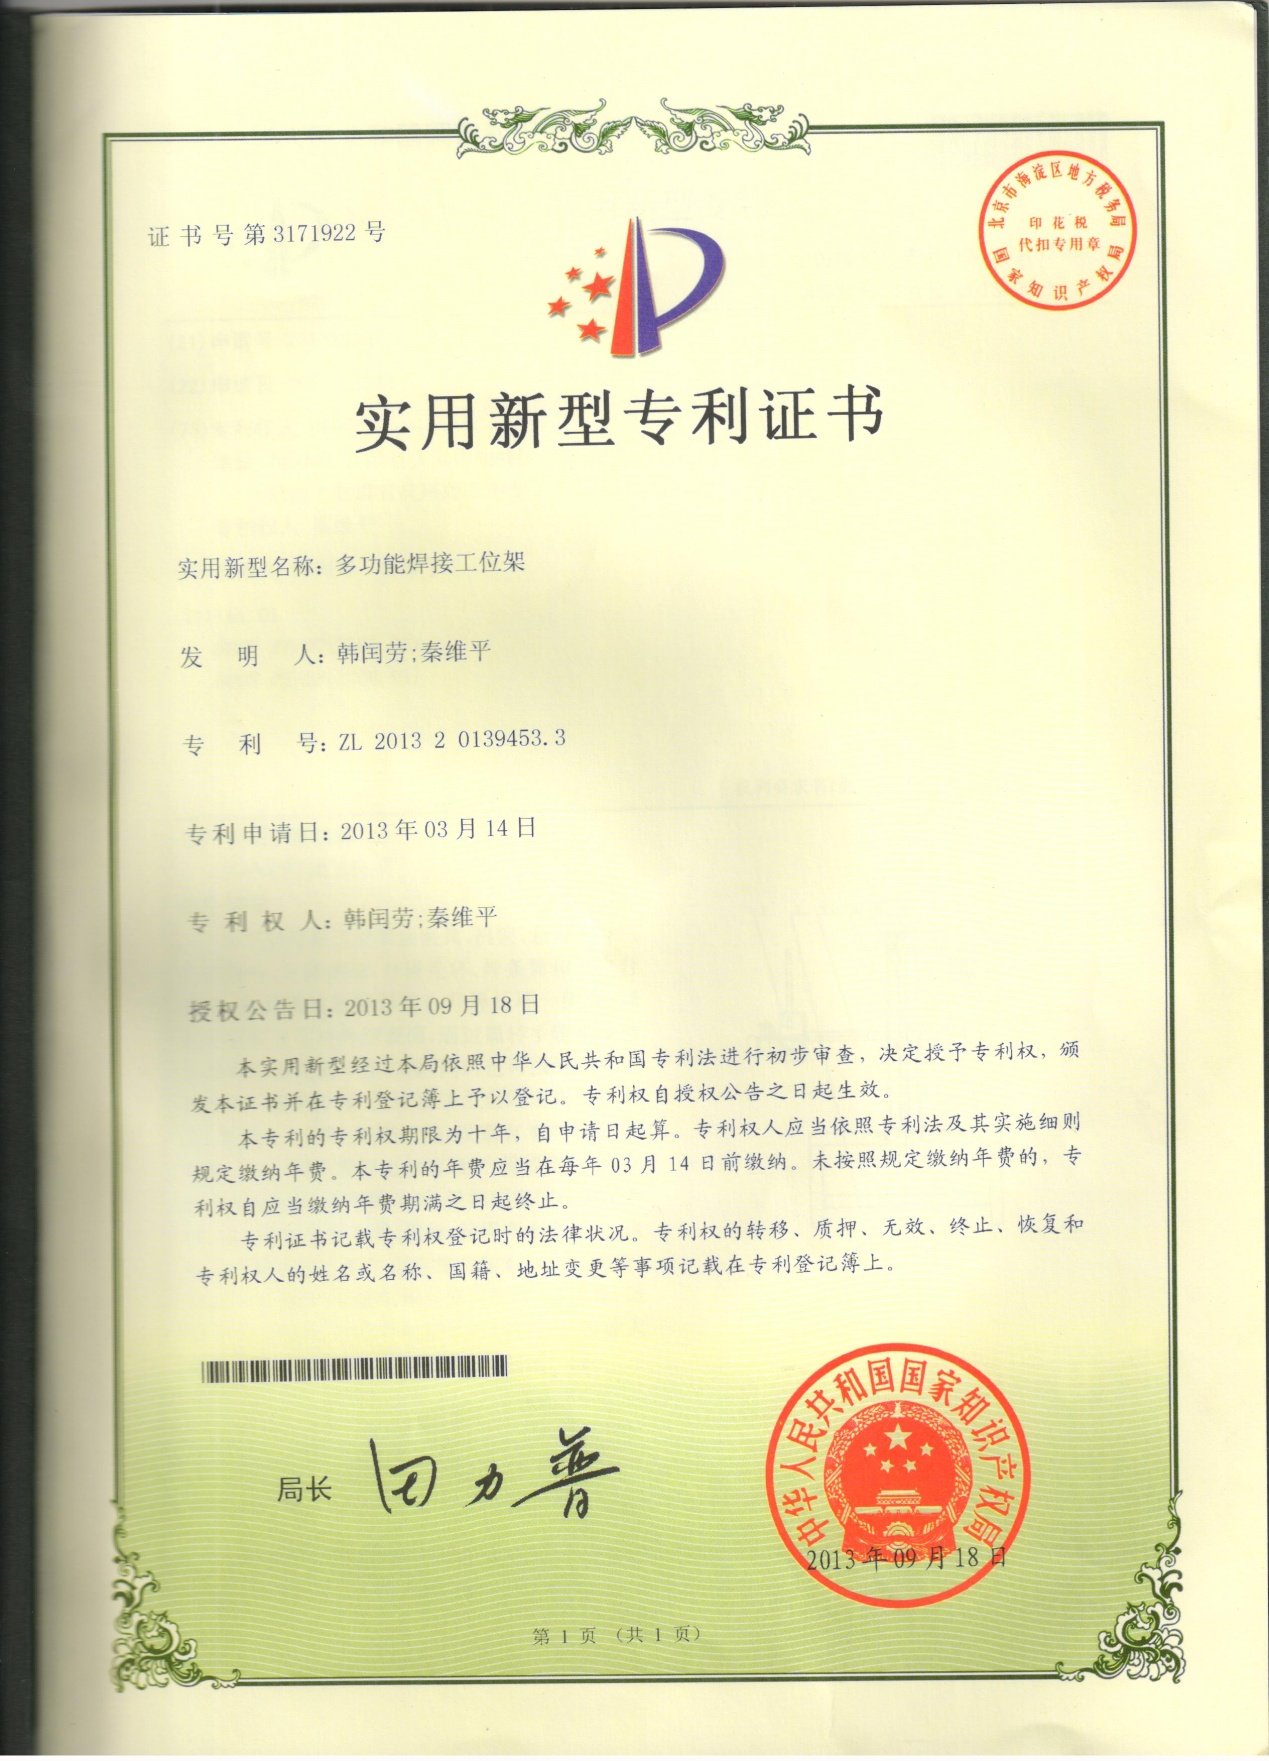 证书号第3171922号
北京市海淀区地方税务局
印花税
代扣专用章
国家知识产权局
实用新型专利证书
实用新型名称：多功能焊接工位架
发明人：韩闰劳;秦维平
专利号：ZL 2013 2 0139453.3
专利申请日：2013年03月14日
专利权人：韩闰劳;秦维平
授权公告日：2013年09月18日
本实用新型经过本局依照中华人民共和国专利法进行初步审查，决定授予专利权，颁
发本证书并在专利登记簿上予以登记。专利权自授权公告之日起生效。
本专利的专利权期限为十年，自申请日起算。专利权人应当依照专利法及其实施细则
规定缴纳年费。本专利的年费应当在每年03月14日前缴纳。未按照规定缴纳年费的，专
利权自应当缴纳年费期满之日起终止。
专利证书记载专利权登记时的法律状况。专利权的转移、质押、无效、终止、恢复和
专利权人的姓名或名称、国籍、地址变更等事项记载在专利登记簿上。
局长 田力普
中华人民共和国国家知识产权局
2013年09月18日
第1页（共1页）